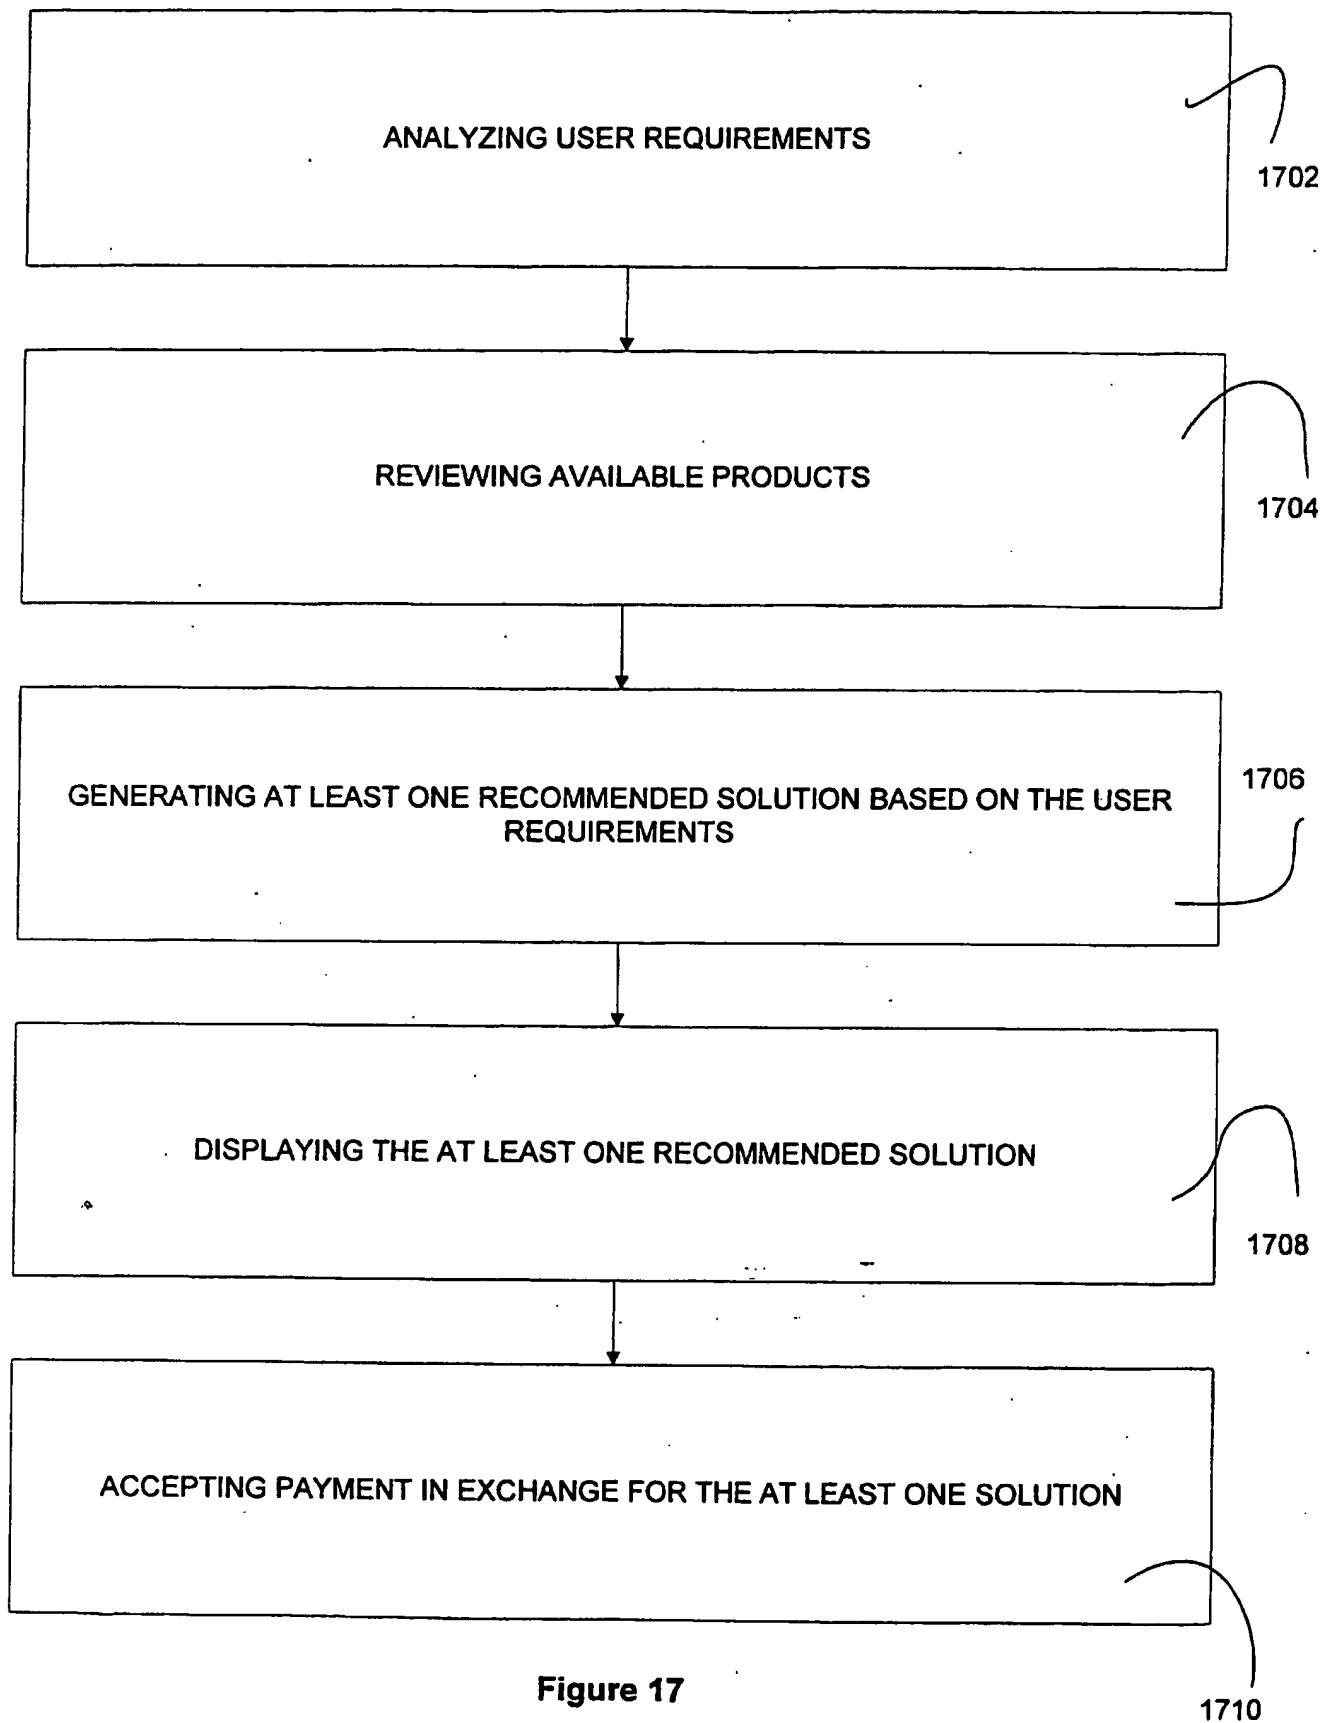 ANALYZING USER REQUIREMENTS
1702
REVIEWING AVAILABLE PRODUCTS
1704
GENERATING AT LEAST ONE RECOMMENDED SOLUTION BASED ON THE USER
REQUIREMENTS
1706
DISPLAYING THE AT LEAST ONE RECOMMENDED SOLUTION
1708
ACCEPTING PAYMENT IN EXCHANGE FOR THE AT LEAST ONE SOLUTION
1710
Figure 17